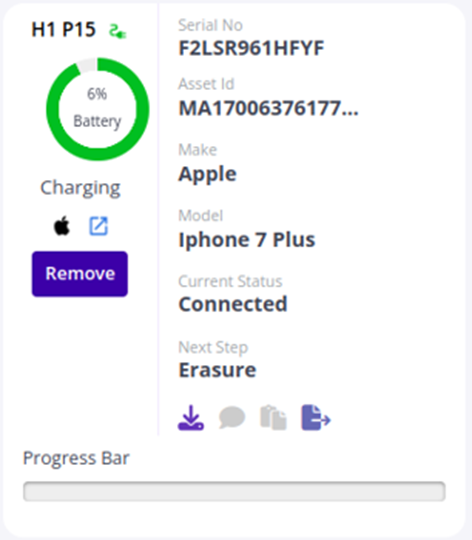 H1 P15
6%
Battery
Charging
Remove
Serial No
F2LSR961HFYF
Asset Id
MA17006376177...
Make
Apple
Model
Iphone 7 Plus
Current Status
Connected
Next Step
Erasure
Progress Bar